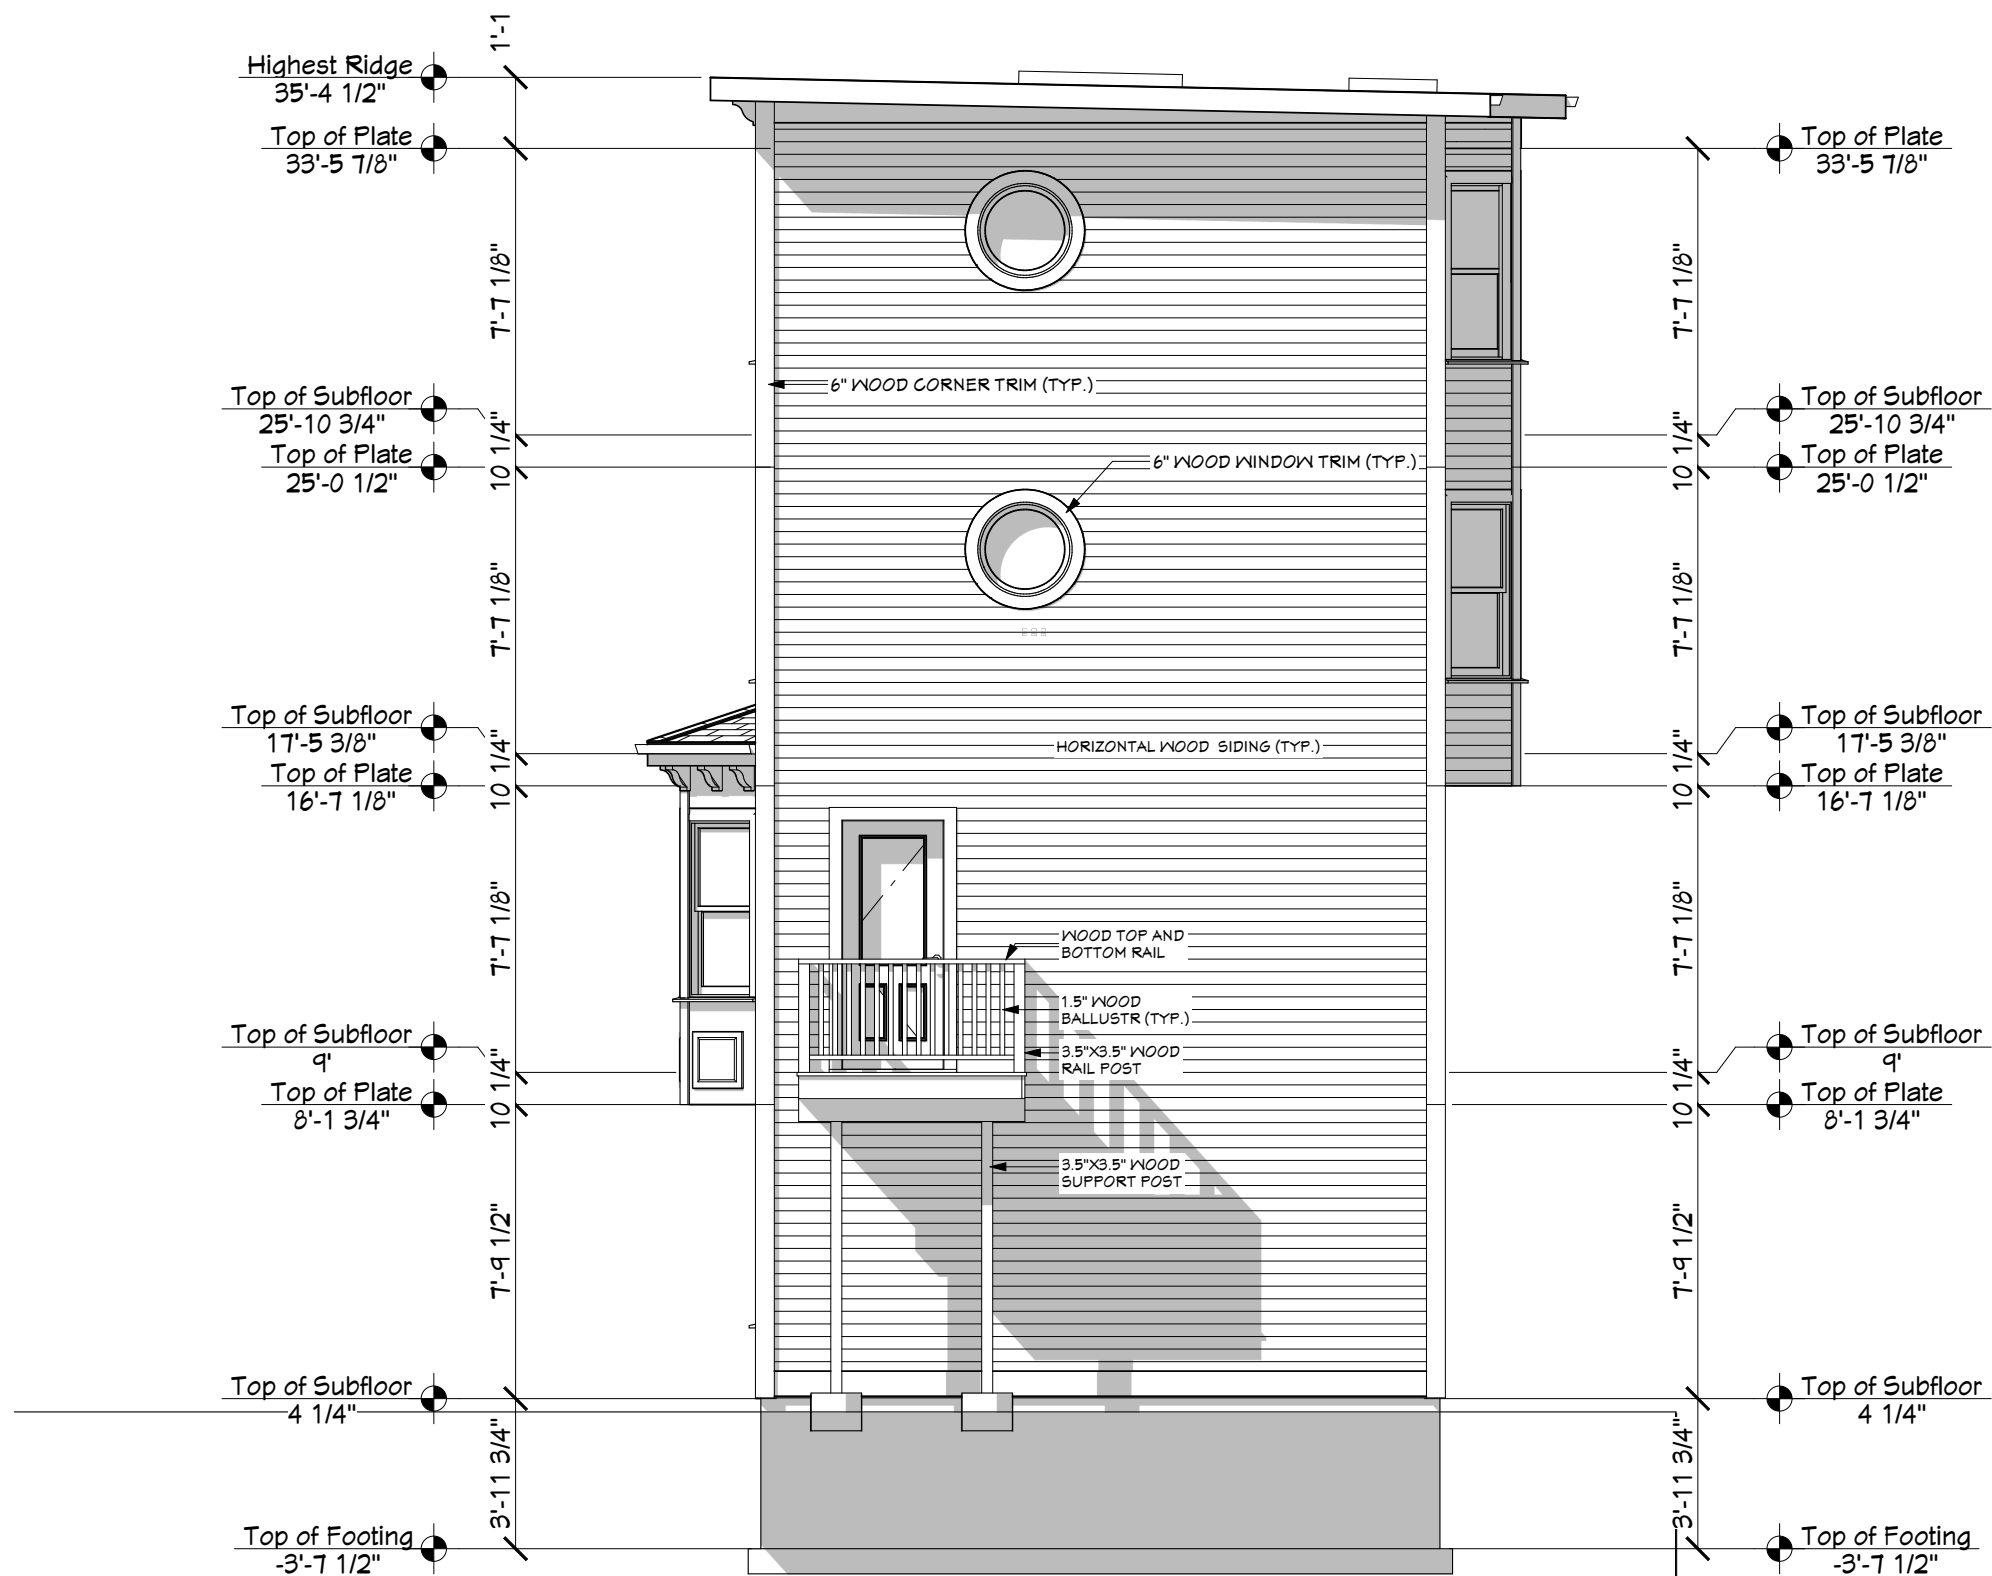 1'-1
Highest Ridge
35'-4 1/2"
Top of Plate
33'-5 7/8"
7'-7 1/8"
Top of Subfloor
25'-10 3/4"
10 1/4"
Top of Plate
25'-0 1/2"
7'-7 1/8"
Top of Subfloor
17'-5 3/8"
10 1/4"
Top of Plate
16'-7 1/8"
7'-7 1/8"
Top of Subfloor
9'
10 1/4"
Top of Plate
8'-1 3/4"
7'-9 1/2"
Top of Subfloor
4 1/4"
3'-11 3/4"
Top of Footing
-3'-7 1/2"
6" WOOD CORNER TRIM (TYP.)
6" WOOD WINDOW TRIM (TYP.)
HORIZONTAL WOOD SIDING (TYP.)
WOOD TOP AND
BOTTOM RAIL
1.5" WOOD
BALLUSTR (TYP.)
3.5"X3.5" WOOD
RAIL POST
3.5"X3.5" WOOD
SUPPORT POST
Top of Plate
33'-5 7/8"
7'-7 1/8"
Top of Subfloor
25'-10 3/4"
10 1/4"
Top of Plate
25'-0 1/2"
7'-7 1/8"
Top of Subfloor
17'-5 3/8"
10 1/4"
Top of Plate
16'-7 1/8"
7'-7 1/8"
Top of Subfloor
9'
10 1/4"
Top of Plate
8'-1 3/4"
7'-9 1/2"
Top of Subfloor
4 1/4"
3'-11 3/4"
Top of Footing
-3'-7 1/2"